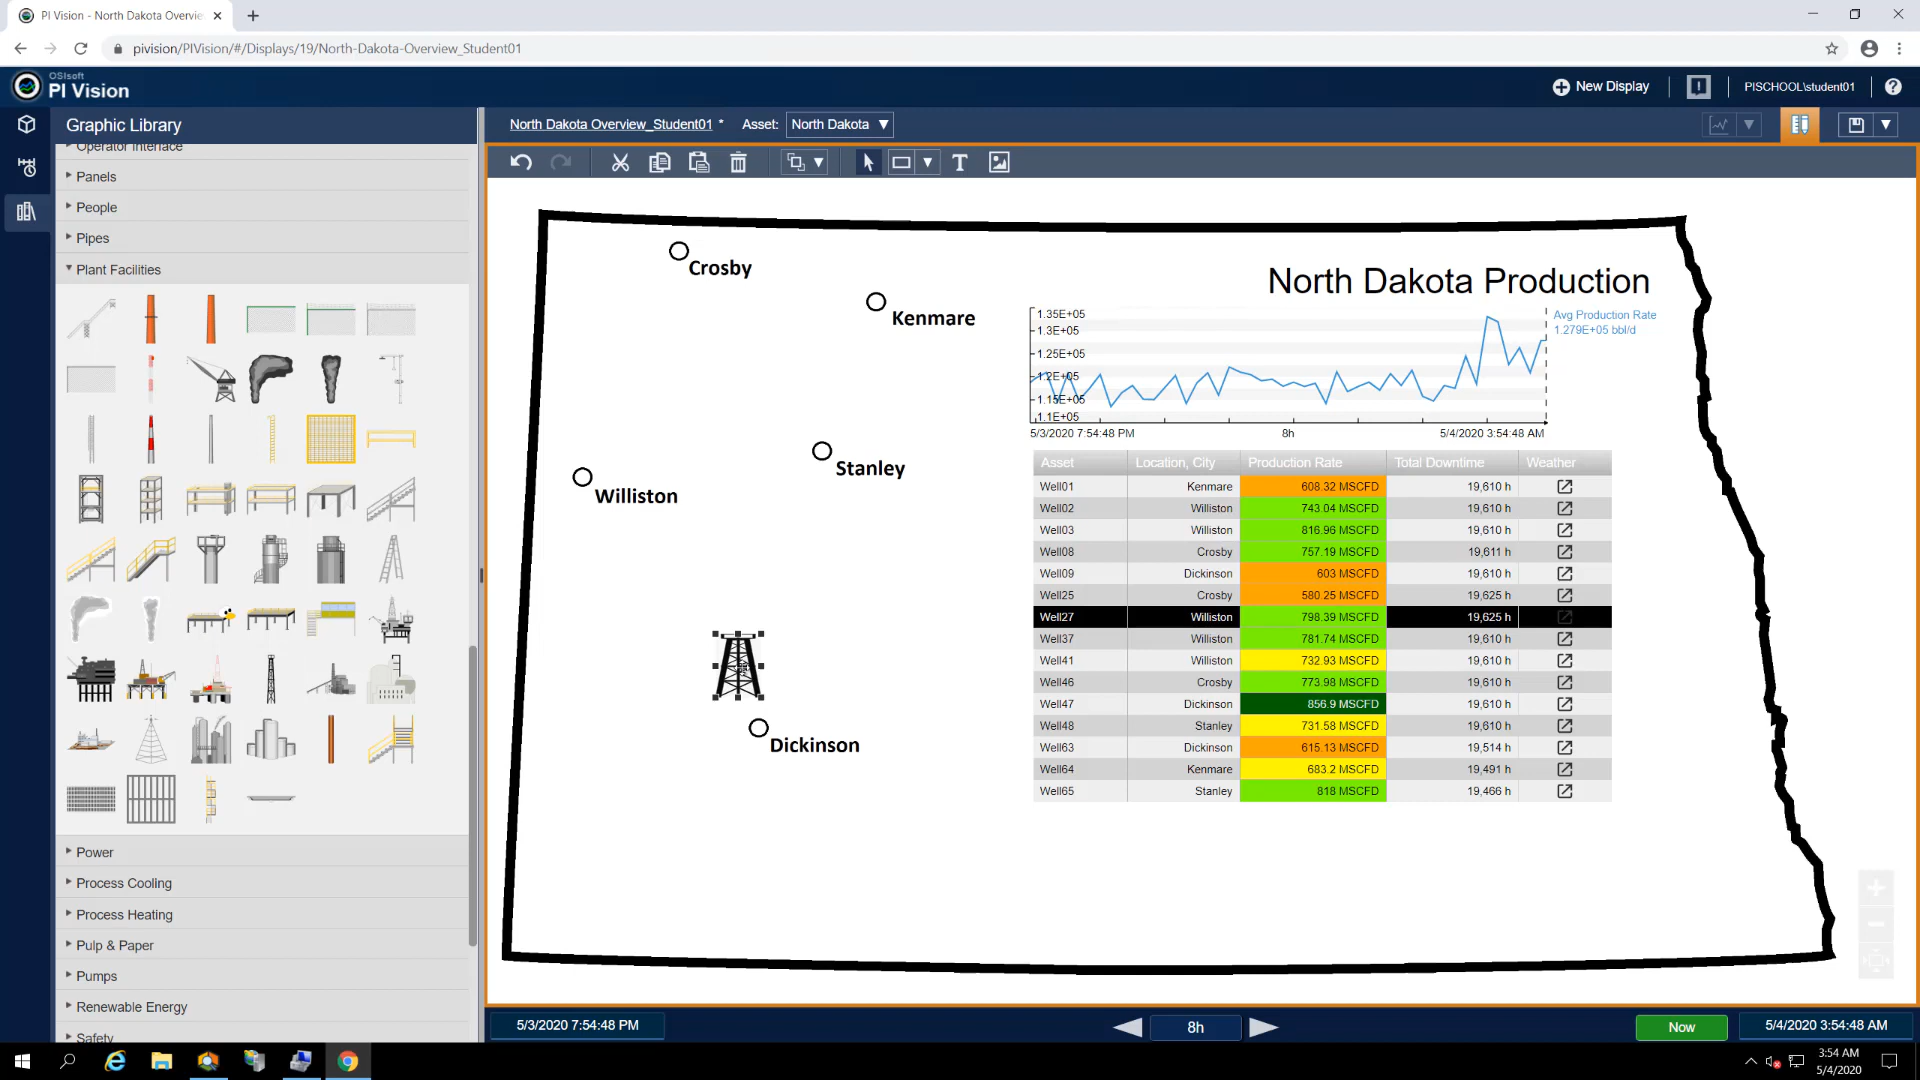 PI Vision - North Dakota Overvie
pivision/PIVision/#/Displays/19/North-Dakota-Overview_Student01
OSIsoft
PI Vision
New Display
PISCHOOL\student01
Graphic Library
North Dakota Overview_Student01 *
Asset:
North Dakota
Operator Interface
Panels
People
Pipes
Plant Facilities
Power
Process Cooling
Process Heating
Pulp & Paper
Pumps
Renewable Energy
Safety
Crosby
Kenmare
Stanley
Williston
Dickinson
North Dakota Production
1.35E+05
1.3E+05
1.25E+05
1.2E+05
1.15E+05
1.1E+05
Avg Production Rate
1.279E+05 bbl/d
5/3/2020 7:54:48 PM 8h 5/4/2020 3:54:48 AM
Asset Location, City Production Rate Total Downtime Weather
Well01 Kenmare 608.32 MSCFD 19,610 h
Well02 Williston 743.04 MSCFD 19,610 h
Well03 Williston 816.96 MSCFD 19,610 h
Well08 Crosby 757.19 MSCFD 19,611 h
Well09 Dickinson 603 MSCFD 19,610 h
Well25 Crosby 580.25 MSCFD 19,625 h
Well27 Williston 798.39 MSCFD 19,625 h
Well37 Williston 781.74 MSCFD 19,610 h
Well41 Williston 732.93 MSCFD 19,610 h
Well46 Crosby 773.98 MSCFD 19,610 h
Well47 Dickinson 856.9 MSCFD 19,610 h
Well48 Stanley 731.58 MSCFD 19,610 h
Well63 Dickinson 615.13 MSCFD 19,514 h
Well64 Kenmare 683.2 MSCFD 19,491 h
Well65 Stanley 818 MSCFD 19,466 h
5/3/2020 7:54:48 PM
8h
Now
5/4/2020 3:54:48 AM
3:54 AM
5/4/2020